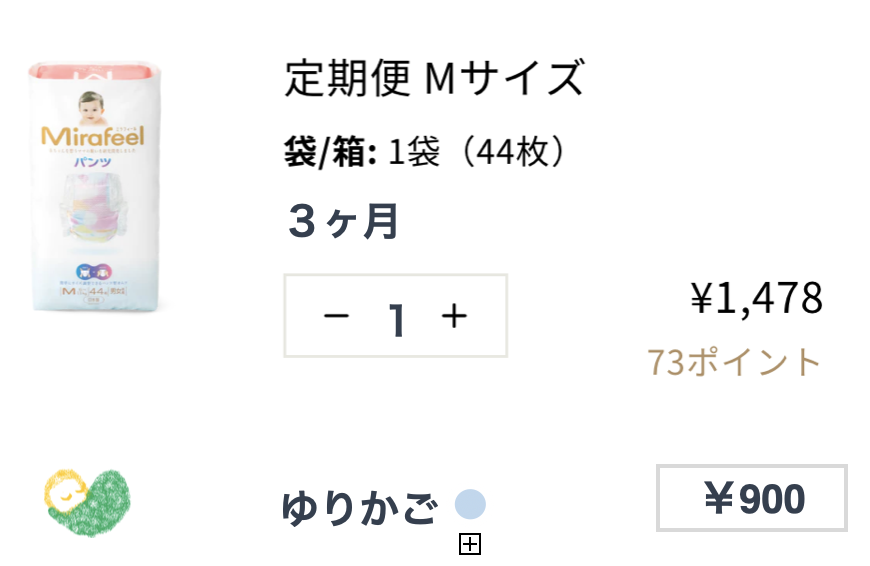 定期便 Mサイズ
袋/箱: 1袋（44枚）
３ヶ月
− 1 +
¥1,478
73ポイント
Mirafeel
パンツ
M 44
ゆりかご
￥900